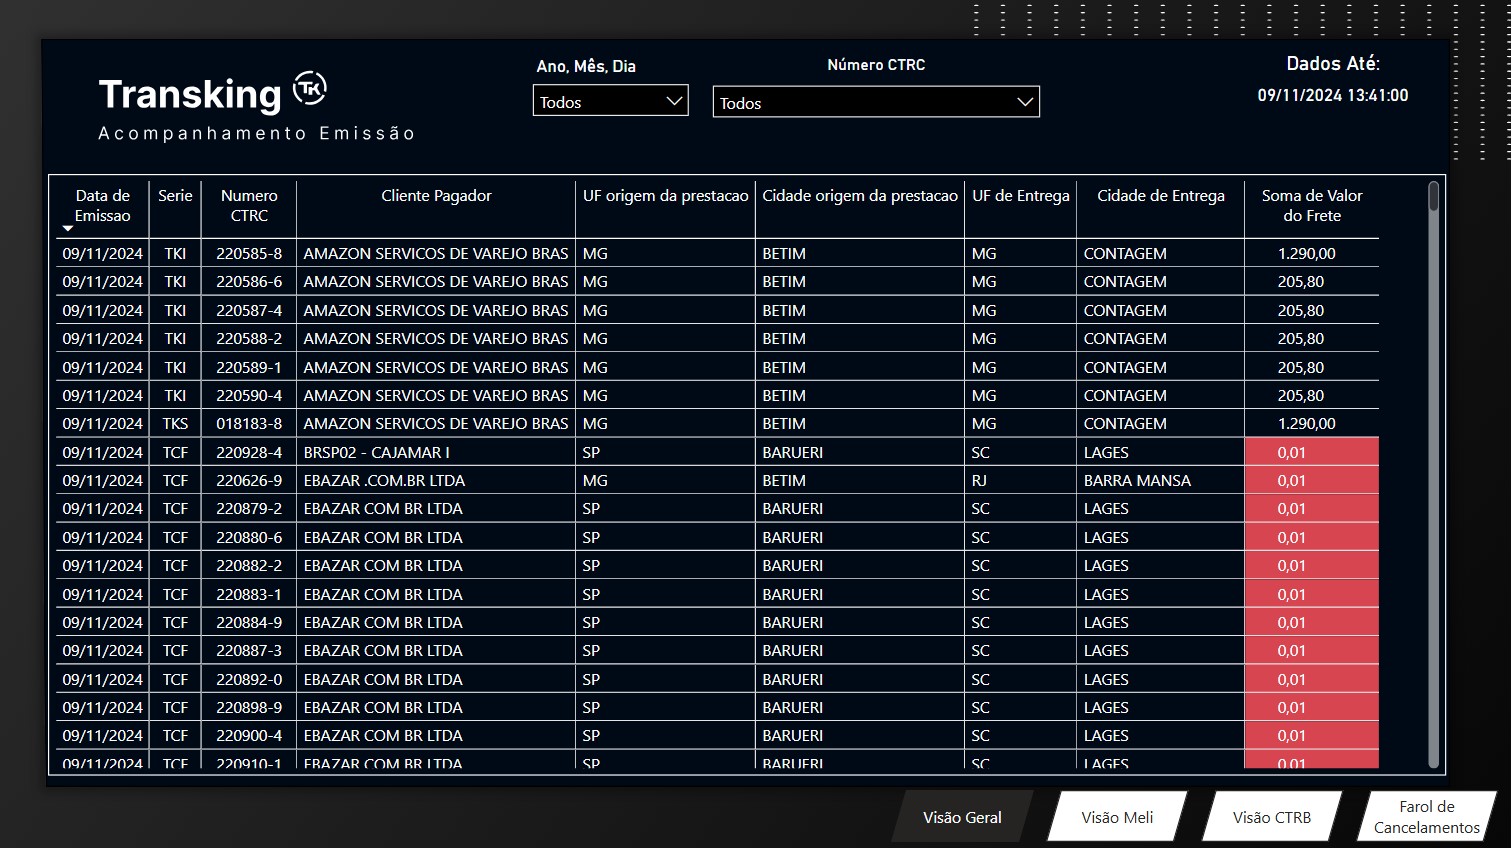 Transking TK
Acompanhamento Emissão
Ano, Mês, Dia
Todos
Número CTRC
Todos
Dados Até:
09/11/2024 13:41:00
Data de Emissao Serie Numero CTRC Cliente Pagador UF origem da prestacao Cidade origem da prestacao UF de Entrega Cidade de Entrega Soma de Valor do Frete
09/11/2024 TKI 220585-8 AMAZON SERVICOS DE VAREJO BRAS MG BETIM MG CONTAGEM 1.290,00
09/11/2024 TKI 220586-6 AMAZON SERVICOS DE VAREJO BRAS MG BETIM MG CONTAGEM 205,80
09/11/2024 TKI 220587-4 AMAZON SERVICOS DE VAREJO BRAS MG BETIM MG CONTAGEM 205,80
09/11/2024 TKI 220588-2 AMAZON SERVICOS DE VAREJO BRAS MG BETIM MG CONTAGEM 205,80
09/11/2024 TKI 220589-1 AMAZON SERVICOS DE VAREJO BRAS MG BETIM MG CONTAGEM 205,80
09/11/2024 TKI 220590-4 AMAZON SERVICOS DE VAREJO BRAS MG BETIM MG CONTAGEM 205,80
09/11/2024 TKS 018183-8 AMAZON SERVICOS DE VAREJO BRAS MG BETIM MG CONTAGEM 1.290,00
09/11/2024 TCF 220928-4 BRSP02 - CAJAMAR I SP BARUERI SC LAGES 0,01
09/11/2024 TCF 220626-9 EBAZAR .COM.BR LTDA MG BETIM RJ BARRA MANSA 0,01
09/11/2024 TCF 220879-2 EBAZAR COM BR LTDA SP BARUERI SC LAGES 0,01
09/11/2024 TCF 220880-6 EBAZAR COM BR LTDA SP BARUERI SC LAGES 0,01
09/11/2024 TCF 220882-2 EBAZAR COM BR LTDA SP BARUERI SC LAGES 0,01
09/11/2024 TCF 220883-1 EBAZAR COM BR LTDA SP BARUERI SC LAGES 0,01
09/11/2024 TCF 220884-9 EBAZAR COM BR LTDA SP BARUERI SC LAGES 0,01
09/11/2024 TCF 220887-3 EBAZAR COM BR LTDA SP BARUERI SC LAGES 0,01
09/11/2024 TCF 220892-0 EBAZAR COM BR LTDA SP BARUERI SC LAGES 0,01
09/11/2024 TCF 220898-9 EBAZAR COM BR LTDA SP BARUERI SC LAGES 0,01
09/11/2024 TCF 220900-4 EBAZAR COM BR LTDA SP BARUERI SC LAGES 0,01
09/11/2024 TCF 220910-1 EBAZAR COM BR LTDA SP BARUERI SC LAGES 0,01
Visão Geral
Visão Meli
Visão CTRB
Farol de
Cancelamentos